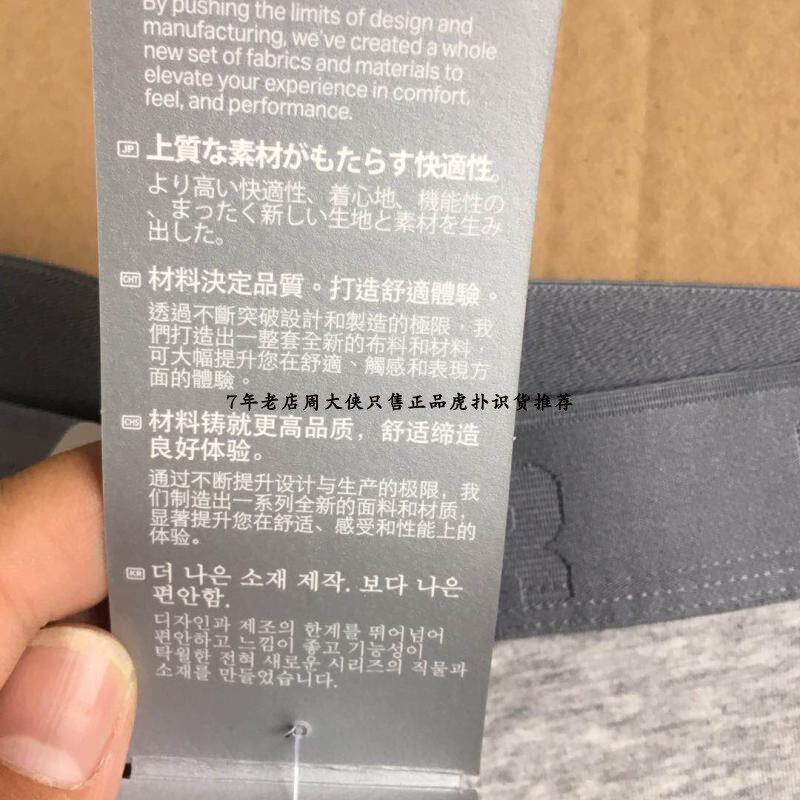 By pushing the limits of design and
manufacturing, we've created a whole
new set of fabrics and materials to
elevate your experience in comfort,
feel, and performance.
JP 上質な素材がもたらす快適性。
より高い快適性、着心地、機能性の
、まったく新しい生地と素材を生み
出した。
CHT 材料決定品質。打造舒適體驗。
透過不斷突破設計和製造的極限，我
們打造出一整套全新的布料和材料，
可大幅提升您在舒適、觸感和表現方
面的體驗。
7年老店周大侠只售正品虎扑识货推荐
CHS 材料铸就更高品质，舒适缔造
良好体验。
通过不断提升设计与生产的极限，我
们制造出一系列全新的面料和材质，
显著提升您在舒适、感受和性能上的
体验。
KR 더 나은 소재 제작. 보다 나은
편안함.
디자인과 제조의 한계를 뛰어넘어
편안하고 느낌이 좋고 기능성이
탁월한 전혀 새로운 시리즈의 직물과
소재를 만들었습니다.